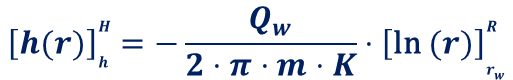 [h(r)]_h^H = - Q_w / (2 · π · m · K) · [ln (r)]_{r_w}^R